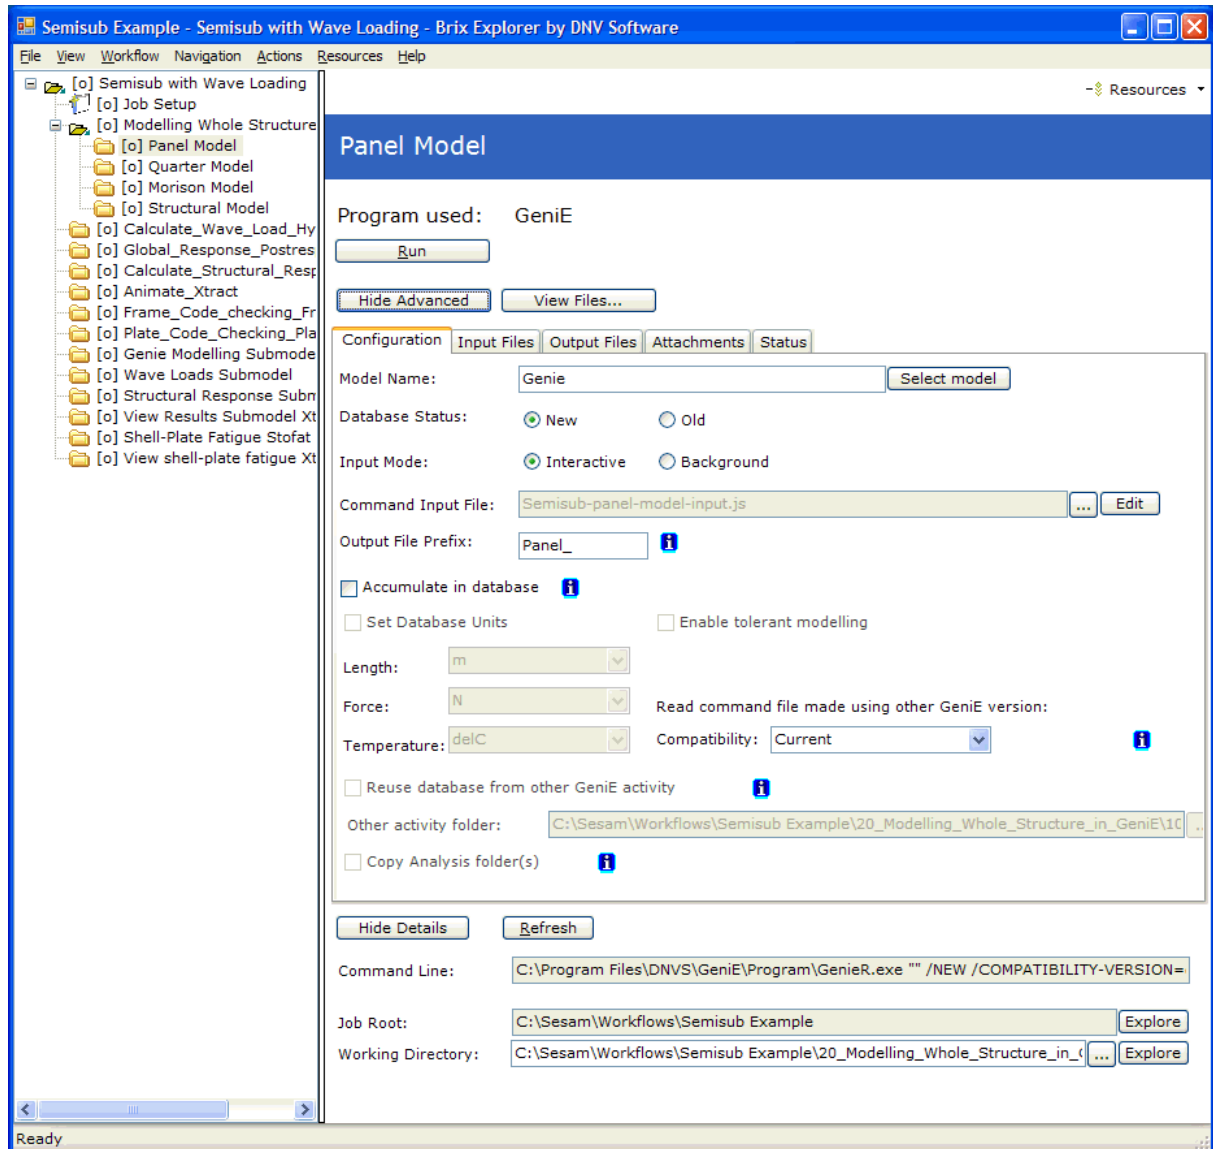 Semisub Example - Semisub with Wave Loading - Brix Explorer by DNV Software
File View Workflow Navigation Actions Resources Help
[o] Semisub with Wave Loading
[o] Job Setup
[o] Modelling Whole Structure
[o] Panel Model
[o] Quarter Model
[o] Morison Model
[o] Structural Model
[o] Calculate_Wave_Load_Hy
[o] Global_Response_Postres
[o] Calculate_Structural_Resp
[o] Animate_Xtract
[o] Frame_Code_checking_Fr
[o] Plate_Code_Checking_Pla
[o] Genie Modelling Submode
[o] Wave Loads Submodel
[o] Structural Response Subm
[o] View Results Submodel Xt
[o] Shell-Plate Fatigue Stofat
[o] View shell-plate fatigue Xt
Resources
Panel Model
Program used: GeniE
Run
Hide Advanced View Files...
Configuration Input Files Output Files Attachments Status
Model Name: Genie Select model
Database Status: New Old
Input Mode: Interactive Background
Command Input File: Semisub-panel-model-input.js ... Edit
Output File Prefix: Panel_ i
Accumulate in database i
Set Database Units Enable tolerant modelling
Length: m
Force: N Read command file made using other GeniE version:
Temperature: delC Compatibility: Current i
Reuse database from other GeniE activity i
Other activity folder: C:\Sesam\Workflows\Semisub Example\20_Modelling_Whole_Structure_in_GeniE\10 ...
Copy Analysis folder(s) i
Hide Details Refresh
Command Line: C:\Program Files\DNVS\GeniE\Program\GenieR.exe "" /NEW /COMPATIBILITY-VERSION=
Job Root: C:\Sesam\Workflows\Semisub Example Explore
Working Directory: C:\Sesam\Workflows\Semisub Example\20_Modelling_Whole_Structure_in_ ... Explore
Ready